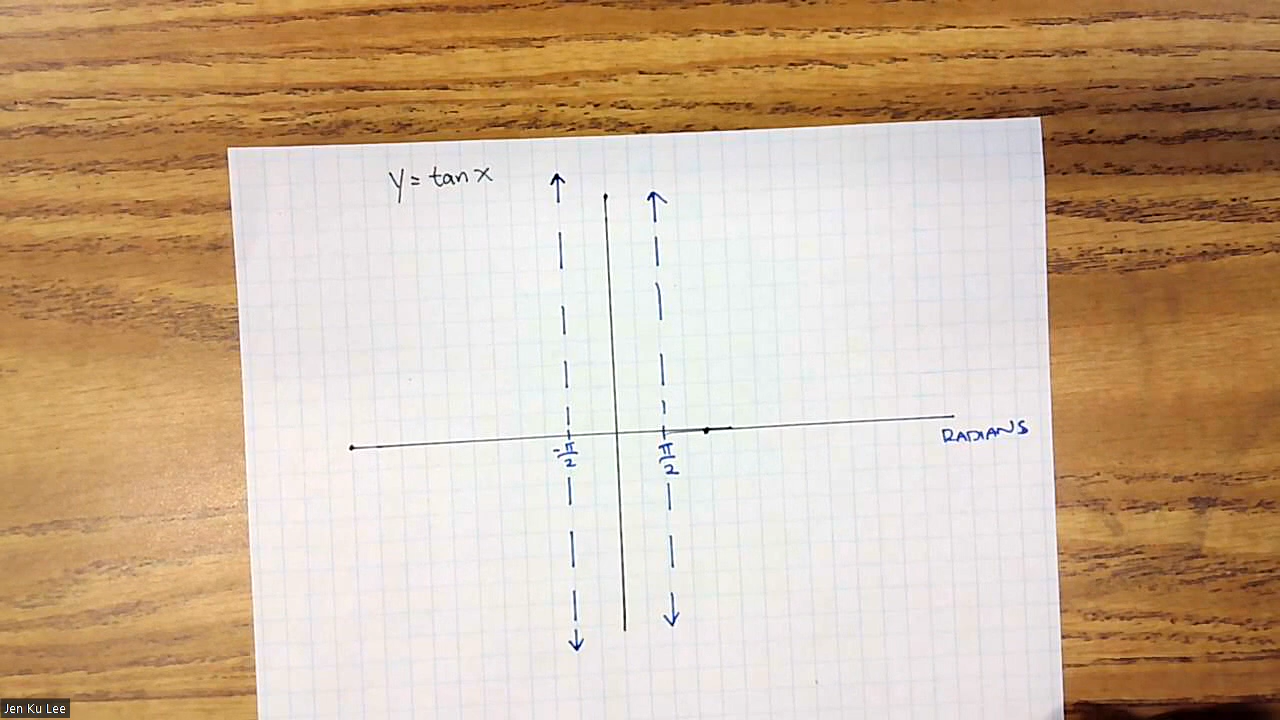 y = tan x
-π/2
π/2
RADIANS
Jen Ku Lee